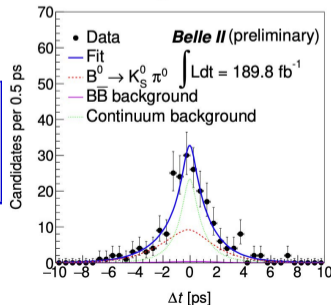 70
60
50
40
30
20
10
0
Candidates per 0.5 ps
Data
Belle II (preliminary)
Fit
∫Ldt = 189.8 fb⁻¹
B⁰ → K⁰S π⁰
BB̅ background
Continuum background
−10 −8 −6 −4 −2 0 2 4 6 8 10
Δt [ps]